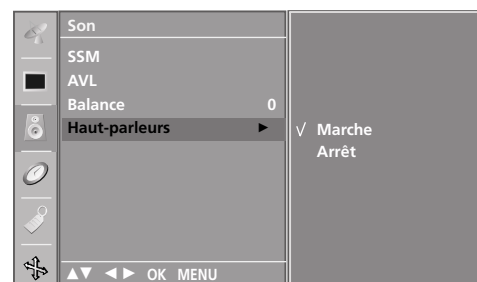 Son
SSM
AVL
Balance 0
Haut-parleurs ►
√ Marche
Arrêt
▲▼ ◄► OK MENU